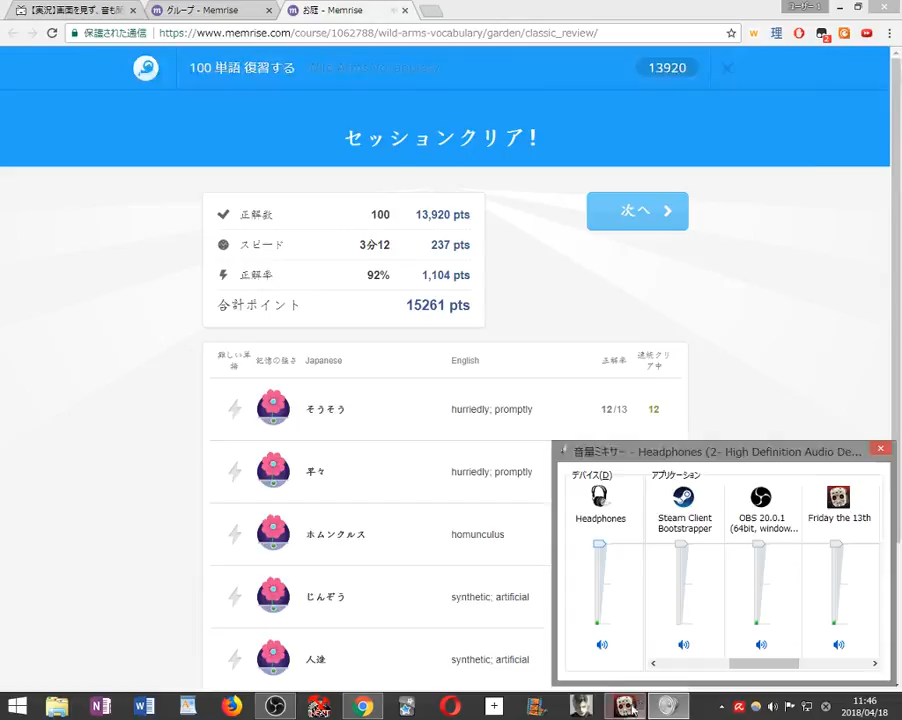 【実況】画面を見ず、音も
グループ - Memrise
お庭 - Memrise
ユーザー 1
保護された通信
https://www.memrise.com/course/1062788/wild-arms-vocabulary/garden/classic_review/
100 単語 復習する
13920
セッションクリア!
正解数 100 13,920 pts
次へ
スピード 3分12 237 pts
正解率 92% 1,104 pts
合計ポイント 15261 pts
難しい単語 記憶の強さ Japanese English 正解率 連続クリア中
そうそう hurriedly; promptly 12/13 12
早々 hurriedly; promptly
ホムンクルス homunculus
じんぞう synthetic; artificial
人造 synthetic; artificial
音量ミキサー - Headphones (2- High Definition Audio De...
デバイス(D) アプリケーション
Headphones
Steam Client Bootstrapper
OBS 20.0.1 (64bit, window...
Friday the 13th
11:46
2018/04/18